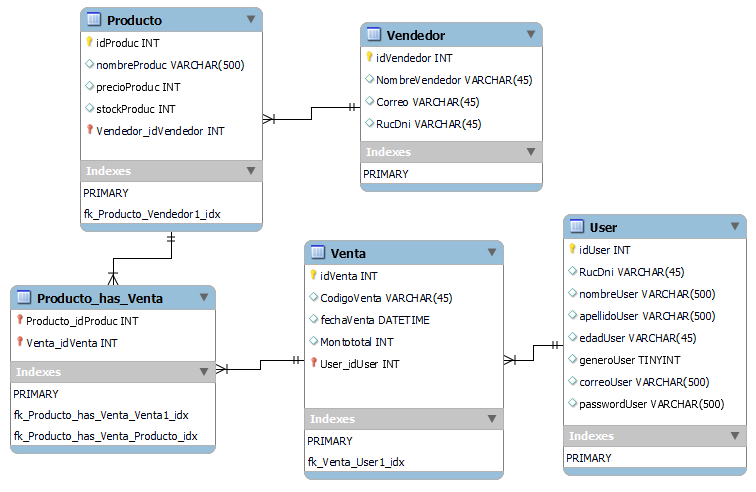 Producto
idProduc INT
nombreProduc VARCHAR(500)
precioProduc INT
stockProduc INT
Vendedor_idVendedor INT
Indexes
PRIMARY
fk_Producto_Vendedor1_idx
Vendedor
idVendedor INT
NombreVendedor VARCHAR(45)
Correo VARCHAR(45)
RucDni VARCHAR(45)
Indexes
PRIMARY
Producto_has_Venta
Producto_idProduc INT
Venta_idVenta INT
Indexes
PRIMARY
fk_Producto_has_Venta_Venta1_idx
fk_Producto_has_Venta_Producto_idx
Venta
idVenta INT
CodigoVenta VARCHAR(45)
fechaVenta DATETIME
Montototal INT
User_idUser INT
Indexes
PRIMARY
fk_Venta_User1_idx
User
idUser INT
RucDni VARCHAR(45)
nombreUser VARCHAR(500)
apellidoUser VARCHAR(500)
edadUser VARCHAR(45)
generoUser TINYINT
correoUser VARCHAR(500)
passwordUser VARCHAR(500)
Indexes
PRIMARY